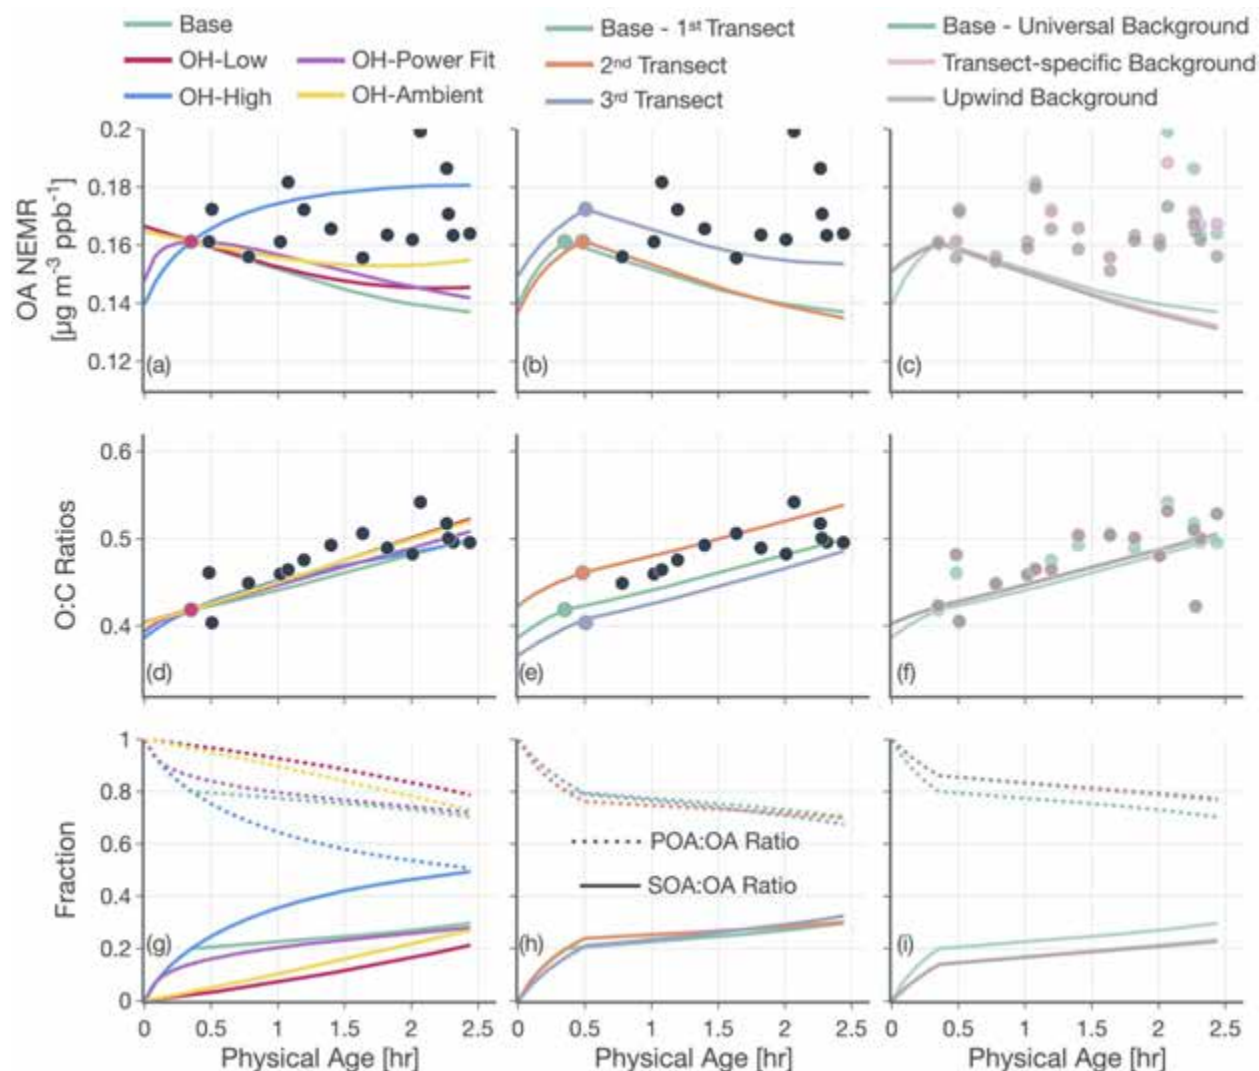 Base
OH-Low
OH-Power Fit
OH-High
OH-Ambient
Base - 1st Transect
2nd Transect
3rd Transect
Base - Universal Background
Transect-specific Background
Upwind Background
OA NEMR
[µg m-3 ppb-1]
0.2
0.18
0.16
0.14
0.12
(a)
(b)
(c)
O:C Ratios
0.6
0.5
0.4
(d)
(e)
(f)
Fraction
1
0.8
0.6
0.4
0.2
0
(g)
(h)
(i)
POA:OA Ratio
SOA:OA Ratio
0 0.5 1 1.5 2 2.5
0 0.5 1 1.5 2 2.5
0 0.5 1 1.5 2 2.5
Physical Age [hr]
Physical Age [hr]
Physical Age [hr]